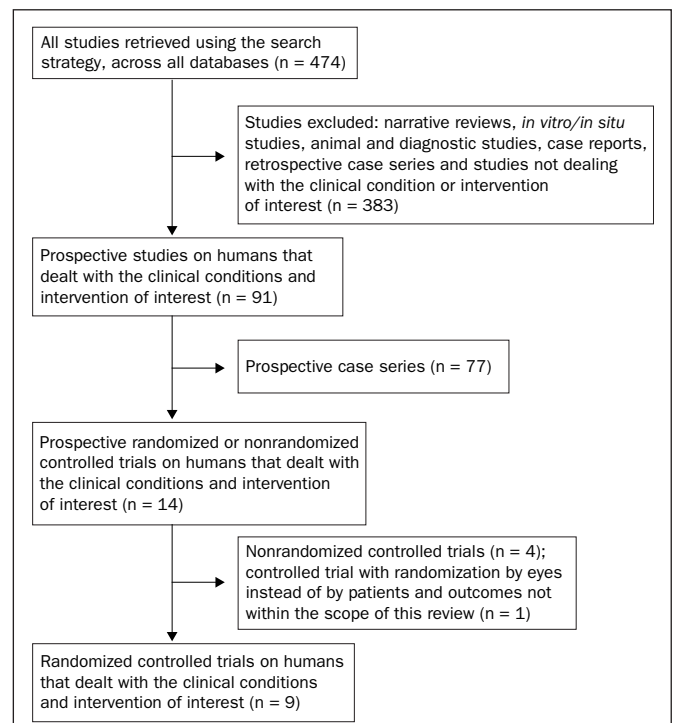 All studies retrieved using the search
strategy, across all databases (n = 474)
Studies excluded: narrative reviews, in vitro/in situ
studies, animal and diagnostic studies, case reports,
retrospective case series and studies not dealing
with the clinical condition or intervention
of interest (n = 383)
Prospective studies on humans that
dealt with the clinical conditions and
intervention of interest (n = 91)
Prospective case series (n = 77)
Prospective randomized or nonrandomized
controlled trials on humans that dealt with
the clinical conditions and intervention
of interest (n = 14)
Nonrandomized controlled trials (n = 4);
controlled trial with randomization by eyes
instead of by patients and outcomes not
within the scope of this review (n = 1)
Randomized controlled trials on humans
that dealt with the clinical conditions
and intervention of interest (n = 9)